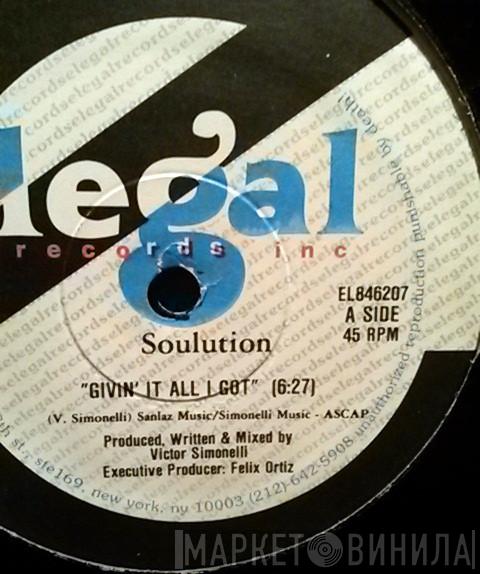 legal
records inc
EL846207
A SIDE
45 RPM
Soulution
"GIVIN' IT ALL I GOT" (6:27)
(V. Simonelli) Sanlaz Music/Simonelli Music - ASCAP
Produced, Written & Mixed by
Victor Simonelli
Executive Producer: Felix Ortiz
th st., ste169, new york, ny 10003 (212)-642-5908 unauthorized reproduction punishable by death!
МАРКЕТ ВИНИЛА